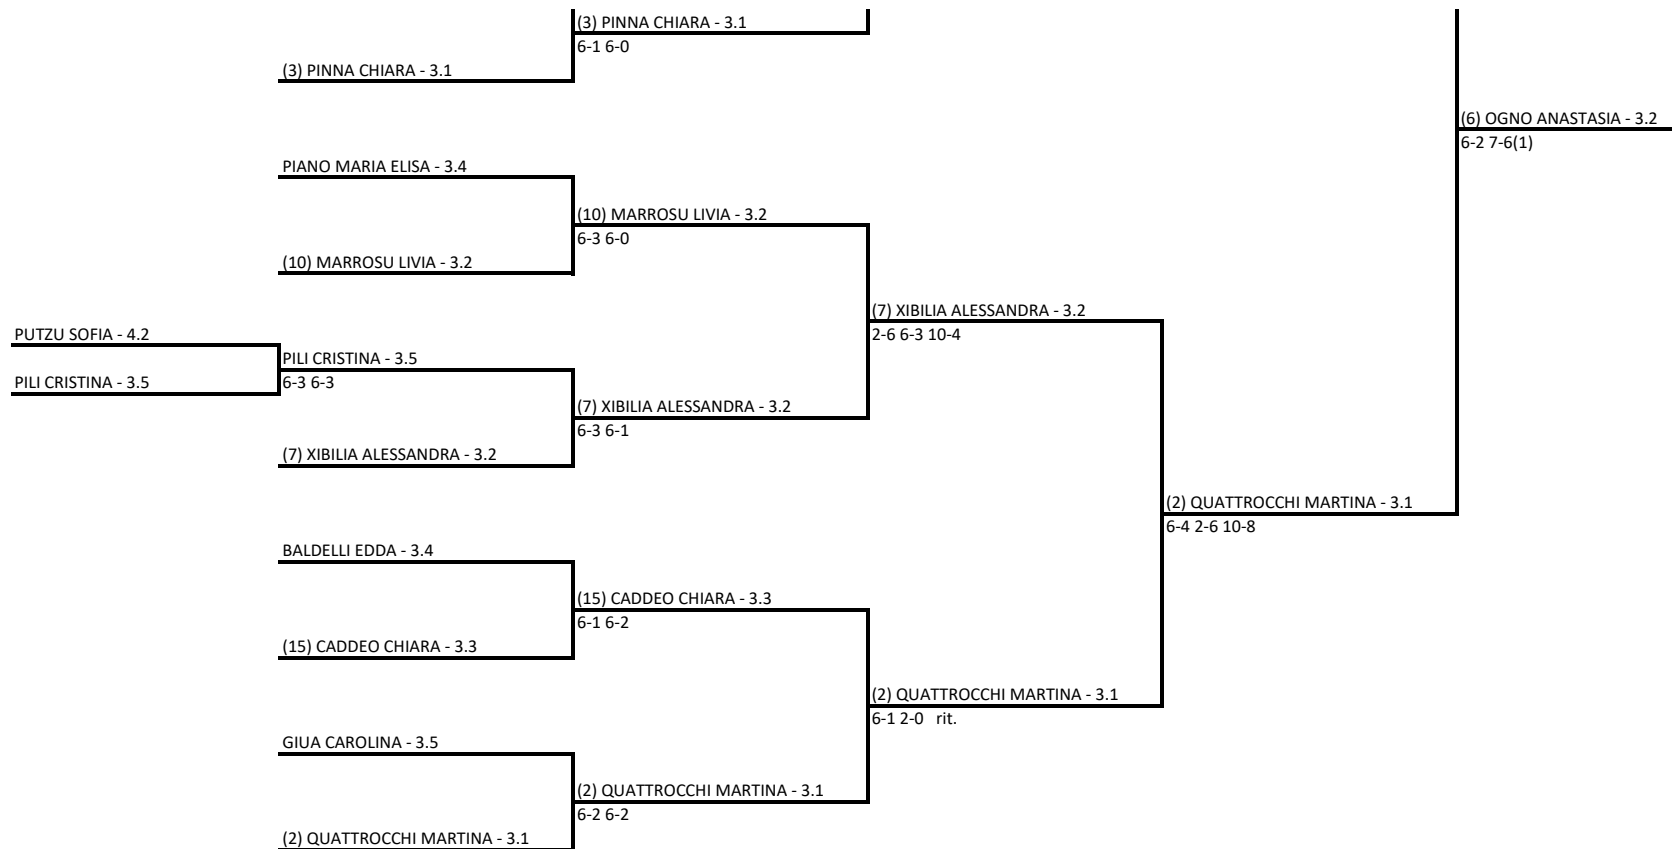 (3) PINNA CHIARA - 3.1
6-1 6-0
(3) PINNA CHIARA - 3.1
(6) OGNO ANASTASIA - 3.2
6-2 7-6(1)
PIANO MARIA ELISA - 3.4
(10) MARROSU LIVIA - 3.2
6-3 6-0
(10) MARROSU LIVIA - 3.2
(7) XIBILIA ALESSANDRA - 3.2
2-6 6-3 10-4
PUTZU SOFIA - 4.2
PILI CRISTINA - 3.5
6-3 6-3
PILI CRISTINA - 3.5
(7) XIBILIA ALESSANDRA - 3.2
6-3 6-1
(7) XIBILIA ALESSANDRA - 3.2
(2) QUATTROCCHI MARTINA - 3.1
6-4 2-6 10-8
BALDELLI EDDA - 3.4
(15) CADDEO CHIARA - 3.3
6-1 6-2
(15) CADDEO CHIARA - 3.3
(2) QUATTROCCHI MARTINA - 3.1
6-1 2-0 rit.
GIUA CAROLINA - 3.5
(2) QUATTROCCHI MARTINA - 3.1
6-2 6-2
(2) QUATTROCCHI MARTINA - 3.1